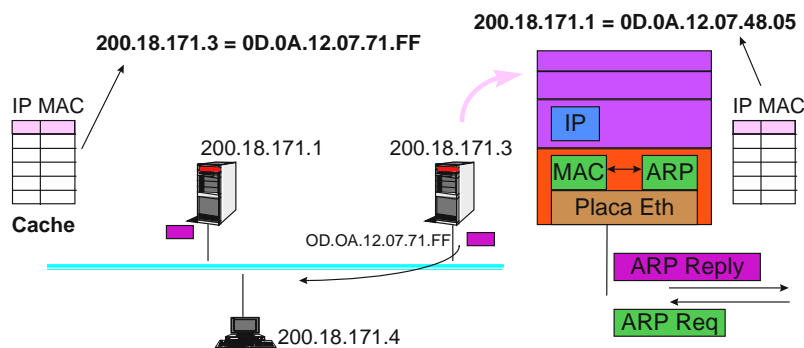 200.18.171.3 = 0D.0A.12.07.71.FF
200.18.171.1 = 0D.0A.12.07.48.05
IP MAC
Cache
200.18.171.1
200.18.171.3
OD.OA.12.07.71.FF
200.18.171.4
IP
MAC
ARP
Placa Eth
IP MAC
ARP Reply
ARP Req